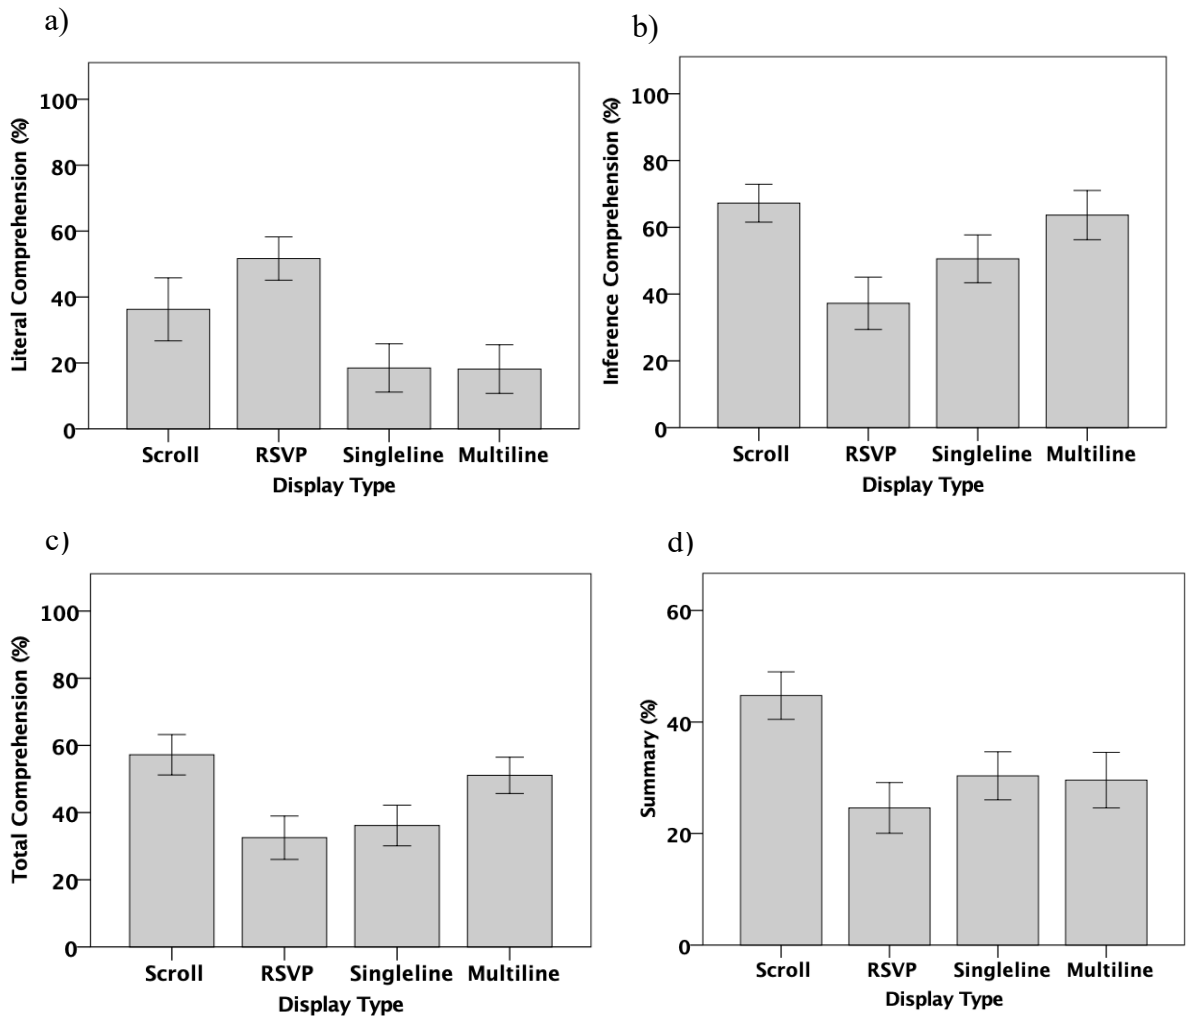 a)
100
80
60
40
20
0
Literal Comprehension (%)
Scroll RSVP Singleline Multiline
Display Type
b)
100
80
60
40
20
0
Inference Comprehension (%)
Scroll RSVP Singleline Multiline
Display Type
c)
100
80
60
40
20
0
Total Comprehension (%)
Scroll RSVP Singleline Multiline
Display Type
d)
60
40
20
0
Summary (%)
Scroll RSVP Singleline Multiline
Display Type